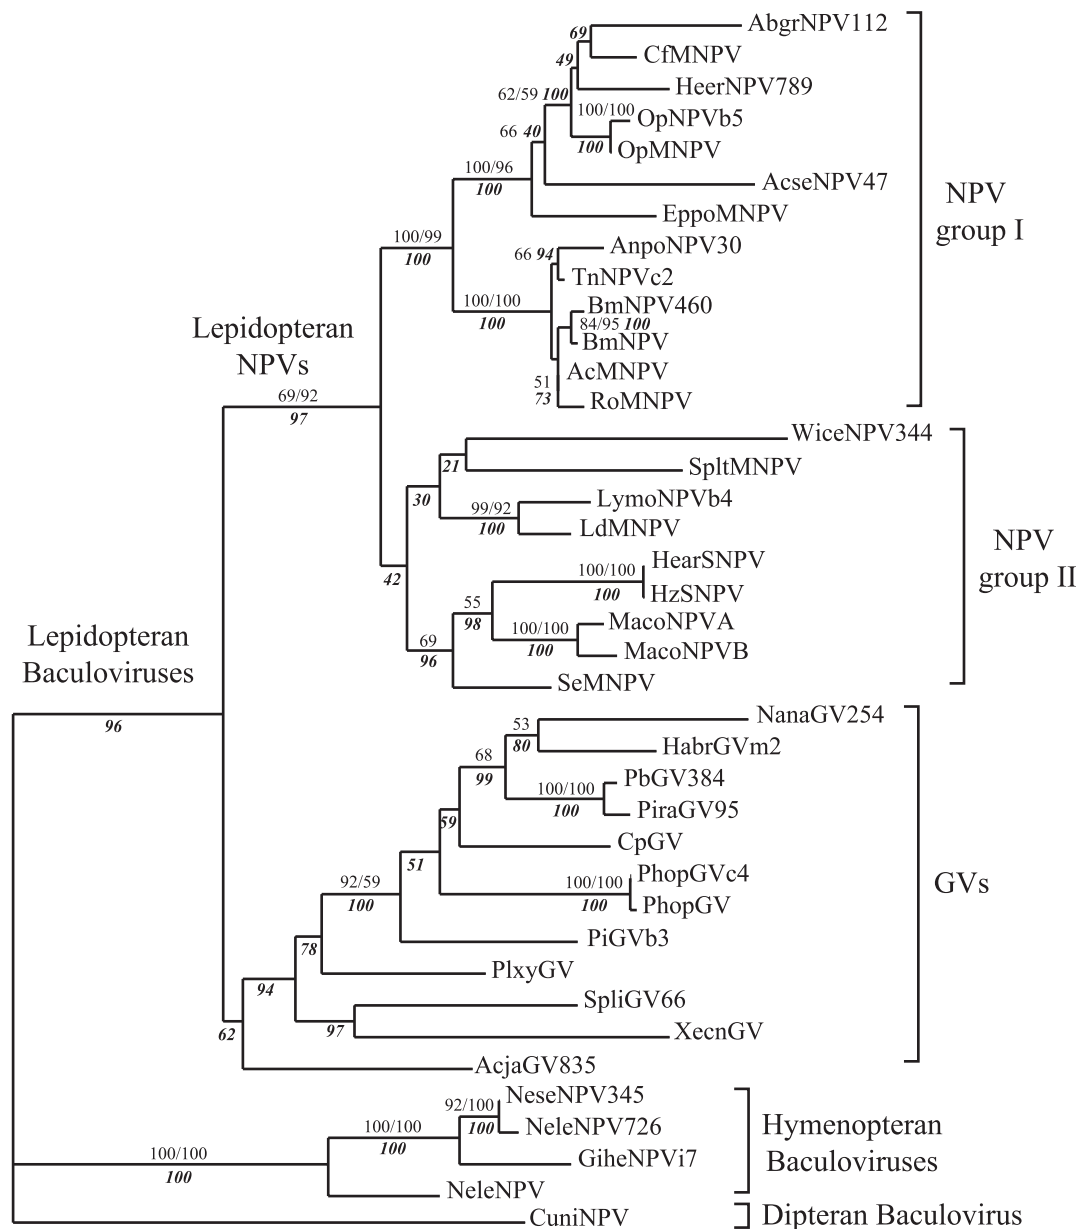 AbgrNPV112
69
CfMNPV
49
HeerNPV789
62/59 100
100/100
OpNPVb5
66 40
100
OpMNPV
100/96
100
AcseNPV47
NPV
group I
EppoMNPV
100/99
100
AnpoNPV30
66 94
TnNPVc2
100/100
100
BmNPV460
84/95 100
BmNPV
Lepidopteran
NPVs
AcMNPV
51
73
RoMNPV
69/92
97
WiceNPV344
21
SpltMNPV
30
LymoNPVb4
99/92
100
LdMNPV
NPV
group II
HearSNPV
100/100
100
HzSNPV
42
55
98
MacoNPVA
100/100
100
MacoNPVB
69
96
SeMNPV
Lepidopteran
Baculoviruses
96
NanaGV254
53
80
HabrGVm2
68
99
PbGV384
100/100
100
PiraGV95
59
CpGV
51
PhopGVc4
100/100
100
PhopGV
GVs
92/59
100
PiGVb3
78
PlxyGV
94
SpliGV66
97
XecnGV
62
AcjaGV835
NeseNPV345
92/100
100
NeleNPV726
100/100
100
GiheNPVi7
Hymenopteran
Baculoviruses
100/100
100
NeleNPV
CuniNPV
Dipteran Baculovirus